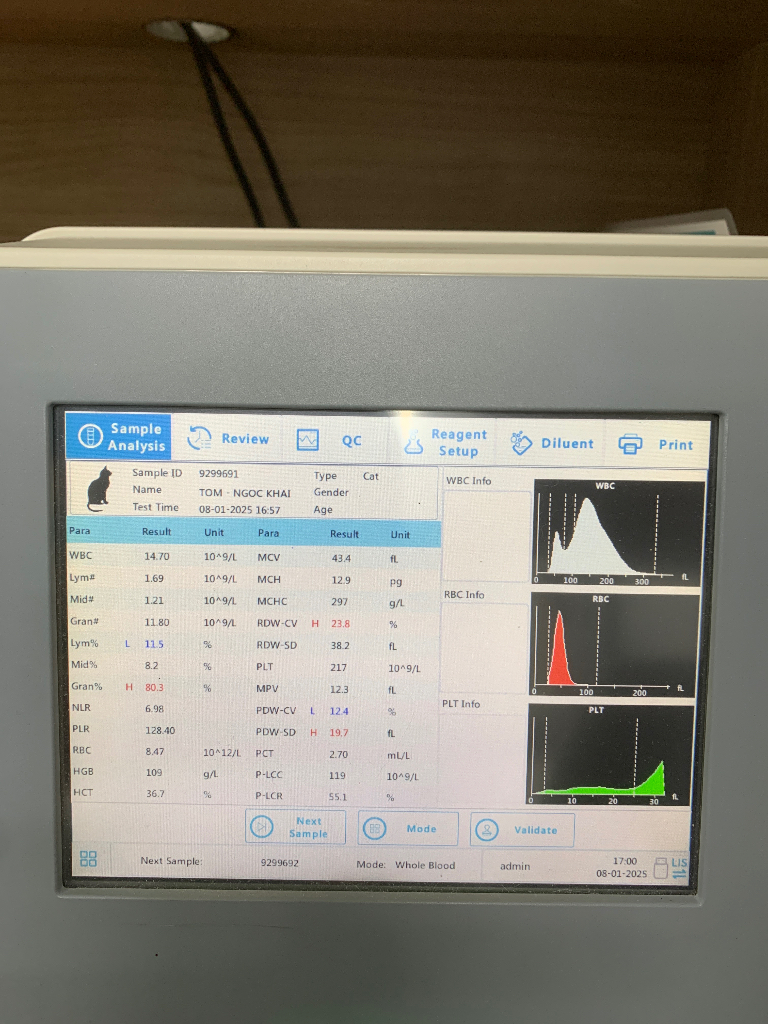 Sample Analysis
Review
QC
Reagent Setup
Diluent
Print
Sample ID 9299691 Type Cat
Name TOM - NGOC KHAI Gender
Test Time 08-01-2025 16:57 Age
Para Result Unit Para Result Unit
WBC 14.70 10^9/L MCV 43.4 fL
Lym# 1.69 10^9/L MCH 12.9 pg
Mid# 1.21 10^9/L MCHC 297 g/L
Gran# 11.80 10^9/L RDW-CV H 23.8 %
Lym% L 11.5 % RDW-SD 38.2 fL
Mid% 8.2 % PLT 217 10^9/L
Gran% H 80.3 % MPV 12.3 fL
NLR 6.98 PDW-CV L 12.4 %
PLR 128.40 PDW-SD H 19.7 fL
RBC 8.47 10^12/L PCT 2.70 mL/L
HGB 109 g/L P-LCC 119 10^9/L
HCT 36.7 % P-LCR 55.1 %
WBC Info
WBC
0 100 200 300 fL
RBC Info
RBC
0 100 200 fL
PLT Info
PLT
0 10 20 30 fL
Next Sample
Mode
Validate
Next Sample: 9299692 Mode: Whole Blood admin 17:00
08-01-2025
LIS